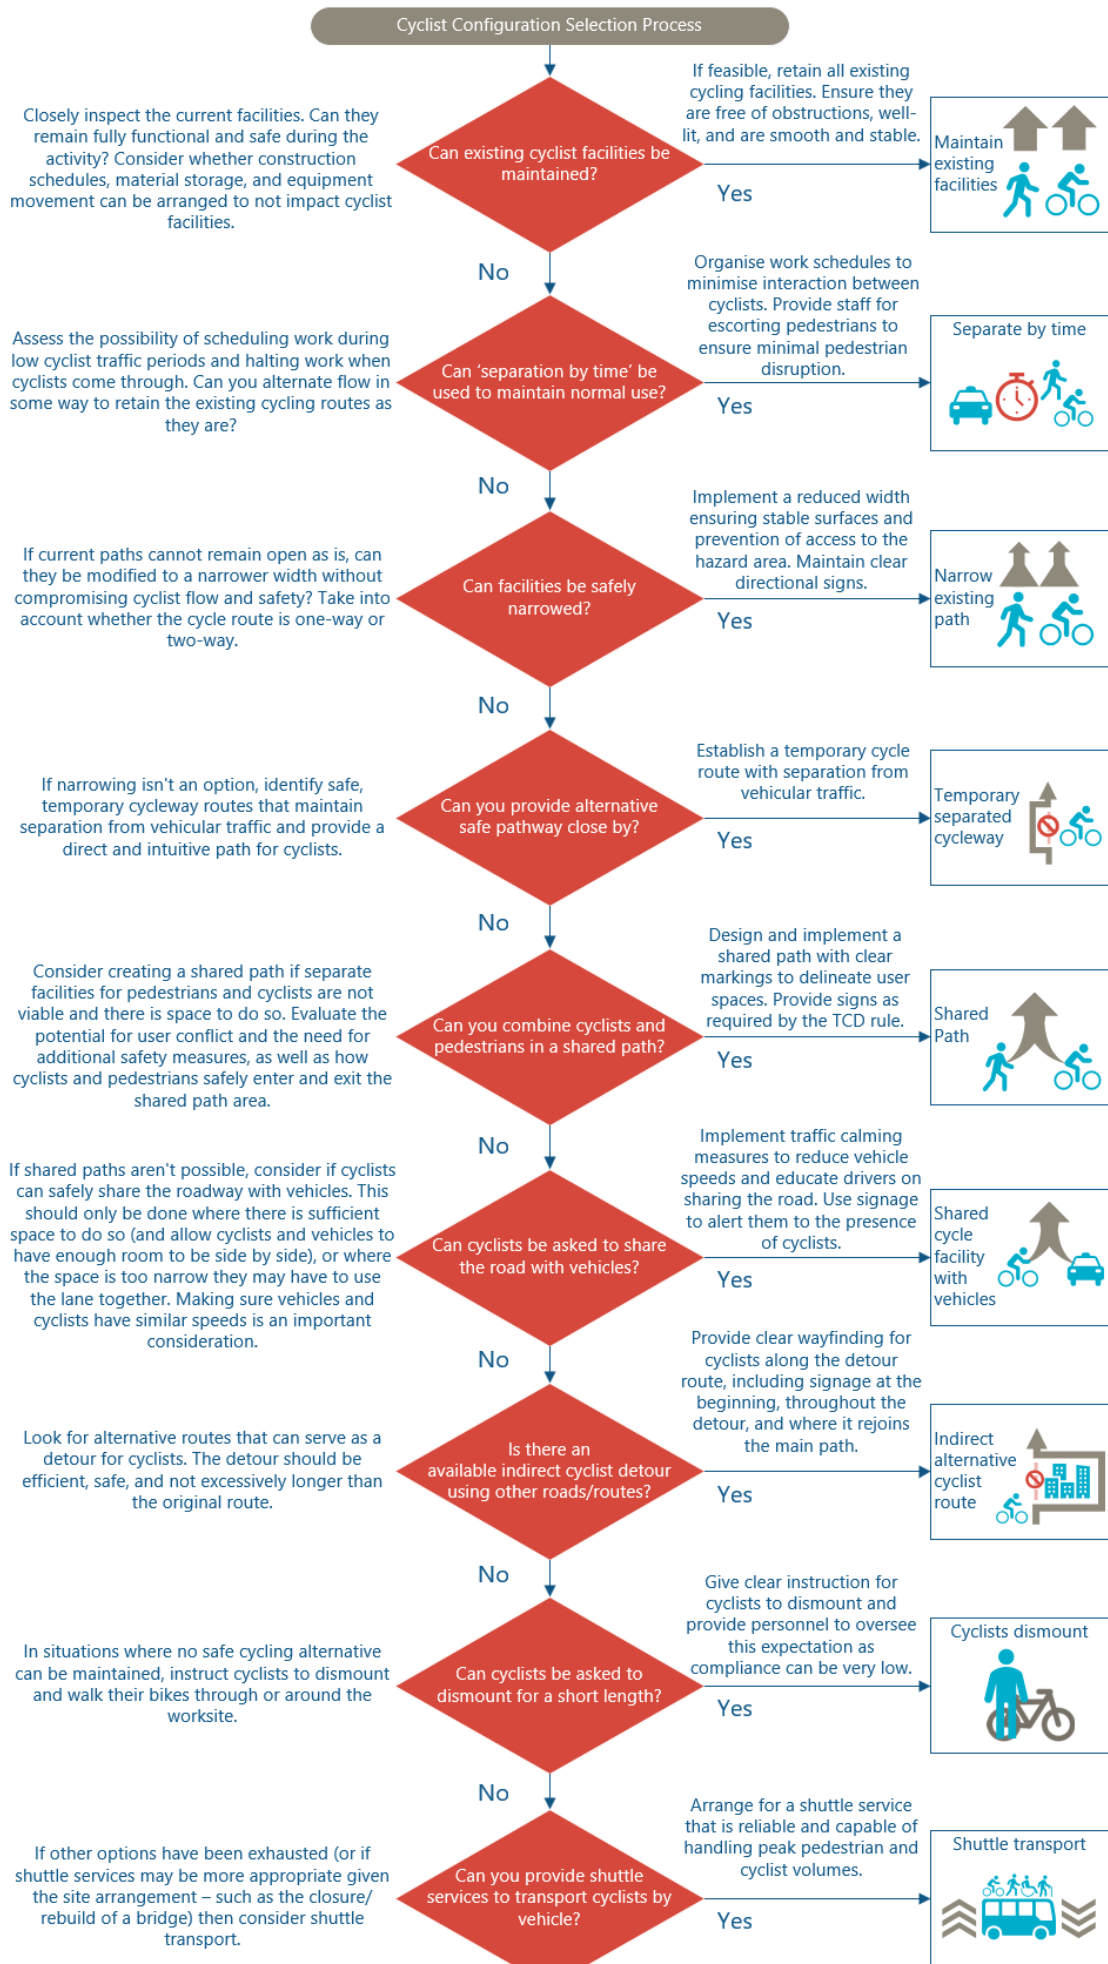 Cyclist Configuration Selection Process
Closely inspect the current facilities. Can they
remain fully functional and safe during the
activity? Consider whether construction
schedules, material storage, and equipment
movement can be arranged to not impact cyclist
facilities.
Can existing cyclist facilities be
maintained?
If feasible, retain all existing
cycling facilities. Ensure they
are free of obstructions, well-
lit, and are smooth and stable.
Yes
Maintain
existing
facilities
No
Assess the possibility of scheduling work during
low cyclist traffic periods and halting work when
cyclists come through. Can you alternate flow in
some way to retain the existing cycling routes as
they are?
Can ‘separation by time’ be
used to maintain normal use?
Organise work schedules to
minimise interaction between
cyclists. Provide staff for
escorting pedestrians to
ensure minimal pedestrian
disruption.
Yes
Separate by time
No
If current paths cannot remain open as is, can
they be modified to a narrower width without
compromising cyclist flow and safety? Take into
account whether the cycle route is one-way or
two-way.
Can facilities be safely
narrowed?
Implement a reduced width
ensuring stable surfaces and
prevention of access to the
hazard area. Maintain clear
directional signs.
Yes
Narrow
existing
path
No
If narrowing isn't an option, identify safe,
temporary cycleway routes that maintain
separation from vehicular traffic and provide a
direct and intuitive path for cyclists.
Can you provide alternative
safe pathway close by?
Establish a temporary cycle
route with separation from
vehicular traffic.
Yes
Temporary
separated
cycleway
No
Consider creating a shared path if separate
facilities for pedestrians and cyclists are not
viable and there is space to do so. Evaluate the
potential for user conflict and the need for
additional safety measures, as well as how
cyclists and pedestrians safely enter and exit the
shared path area.
Can you combine cyclists and
pedestrians in a shared path?
Design and implement a
shared path with clear
markings to delineate user
spaces. Provide signs as
required by the TCD rule.
Yes
Shared
Path
No
If shared paths aren't possible, consider if cyclists
can safely share the roadway with vehicles. This
should only be done where there is sufficient
space to do so (and allow cyclists and vehicles to
have enough room to be side by side), or where
the space is too narrow they may have to use
the lane together. Making sure vehicles and
cyclists have similar speeds is an important
consideration.
Can cyclists be asked to share
the road with vehicles?
Implement traffic calming
measures to reduce vehicle
speeds and educate drivers on
sharing the road. Use signage
to alert them to the presence
of cyclists.
Yes
Shared
cycle
facility
with
vehicles
No
Look for alternative routes that can serve as a
detour for cyclists. The detour should be
efficient, safe, and not excessively longer than
the original route.
Is there an
available indirect cyclist detour
using other roads/routes?
Provide clear wayfinding for
cyclists along the detour
route, including signage at the
beginning, throughout the
detour, and where it rejoins
the main path.
Yes
Indirect
alternative
cyclist
route
No
In situations where no safe cycling alternative
can be maintained, instruct cyclists to dismount
and walk their bikes through or around the
worksite.
Can cyclists be asked to
dismount for a short length?
Give clear instruction for
cyclists to dismount and
provide personnel to oversee
this expectation as
compliance can be very low.
Yes
Cyclists dismount
No
If other options have been exhausted (or if
shuttle services may be more appropriate given
the site arrangement – such as the closure/
rebuild of a bridge) then consider shuttle
transport.
Can you provide shuttle
services to transport cyclists by
vehicle?
Arrange for a shuttle service
that is reliable and capable of
handling peak pedestrian and
cyclist volumes.
Yes
Shuttle transport